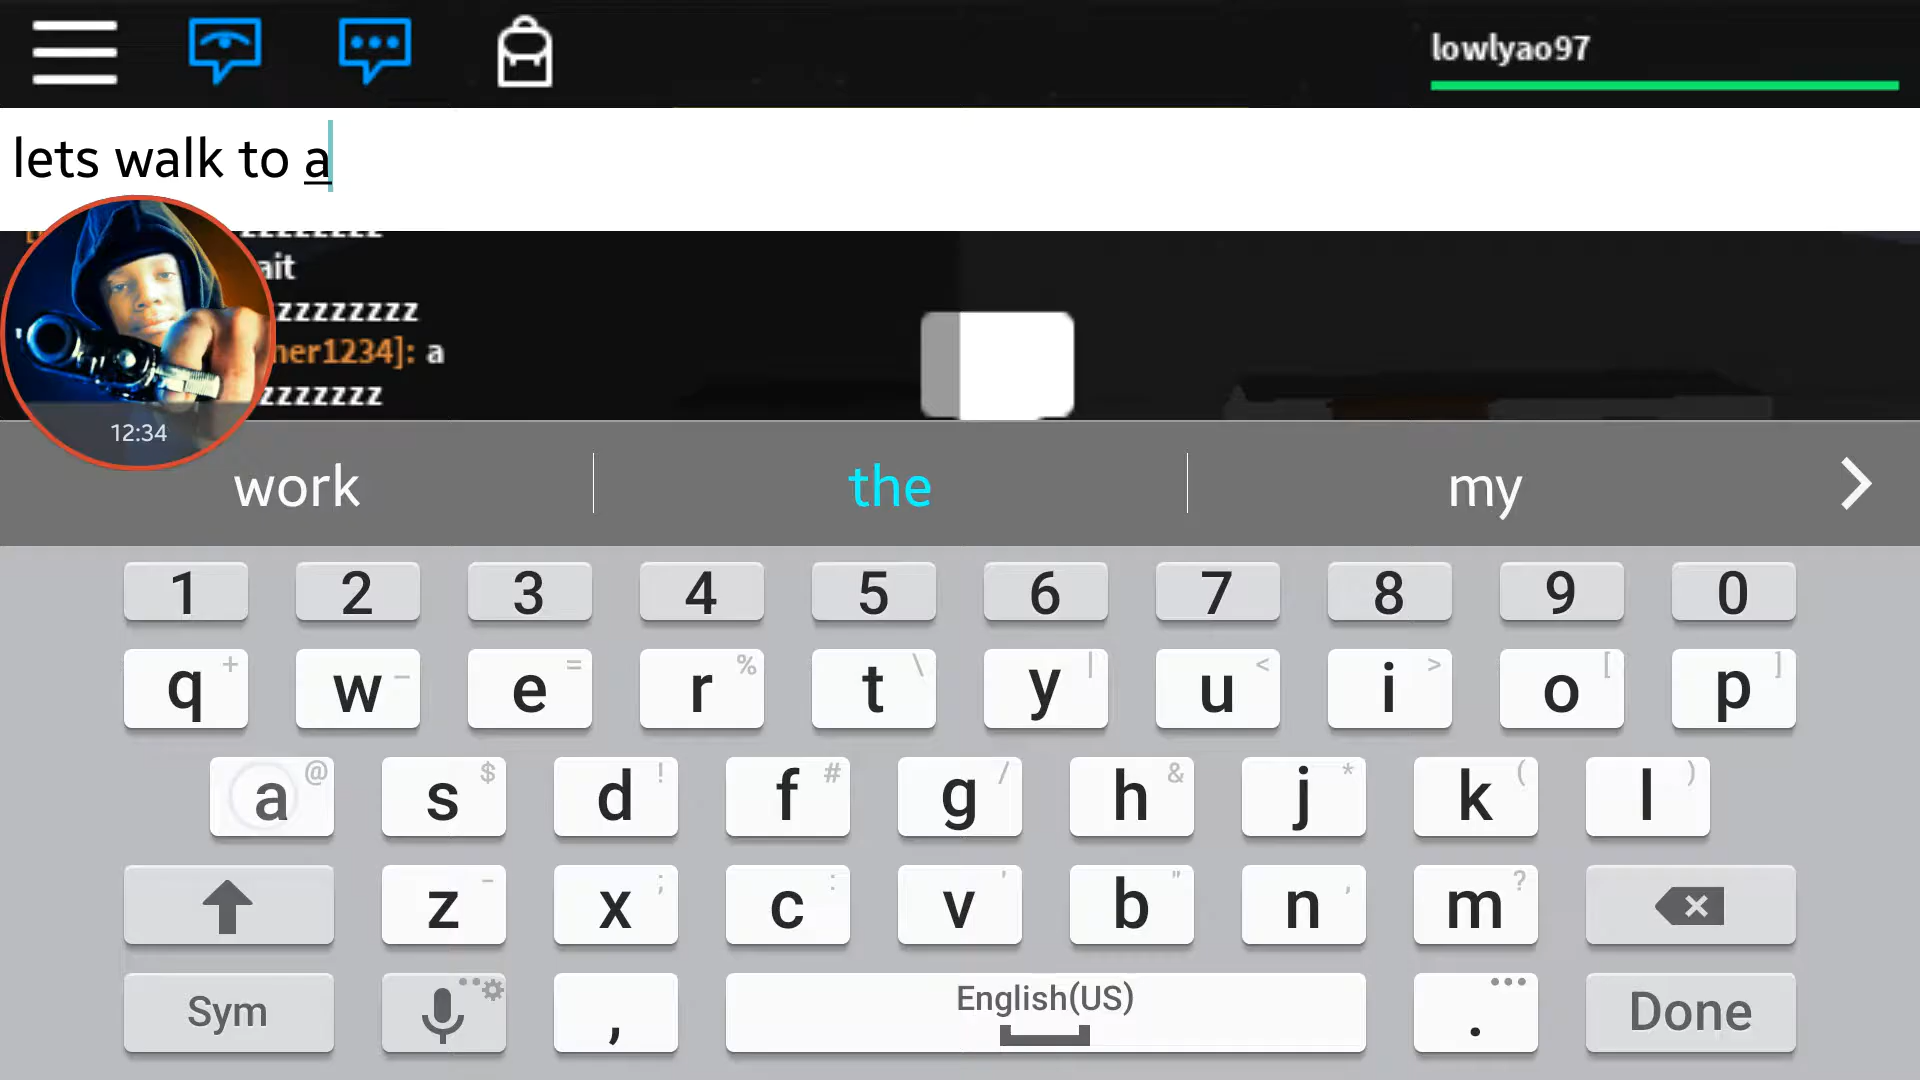 lowlyao97
lets walk to a
zzzzzzzz
ait
zzzzzzzzz
her1234]: a
zzzzzzz
12:34
work the my
1 2 3 4 5 6 7 8 9 0
q + w _ e = r % t \ y | u < i > o [ p ]
a @ s $ d ! f # g / h & j * k ( l )
z - x ; c : v ' b " n , m ?
Sym , English(US) . Done